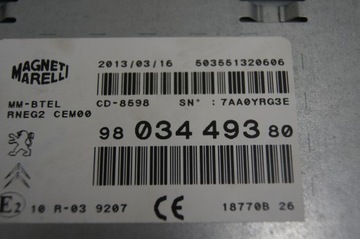 MAGNETI
MARELLI
2013/03/16 503551320606
MM-BTEL CD-8598 SN° : 7AA0YRG3E
RNEG2 CEM00
98 034 493 80
E2 10 R-03 9207 CE 18770B 26